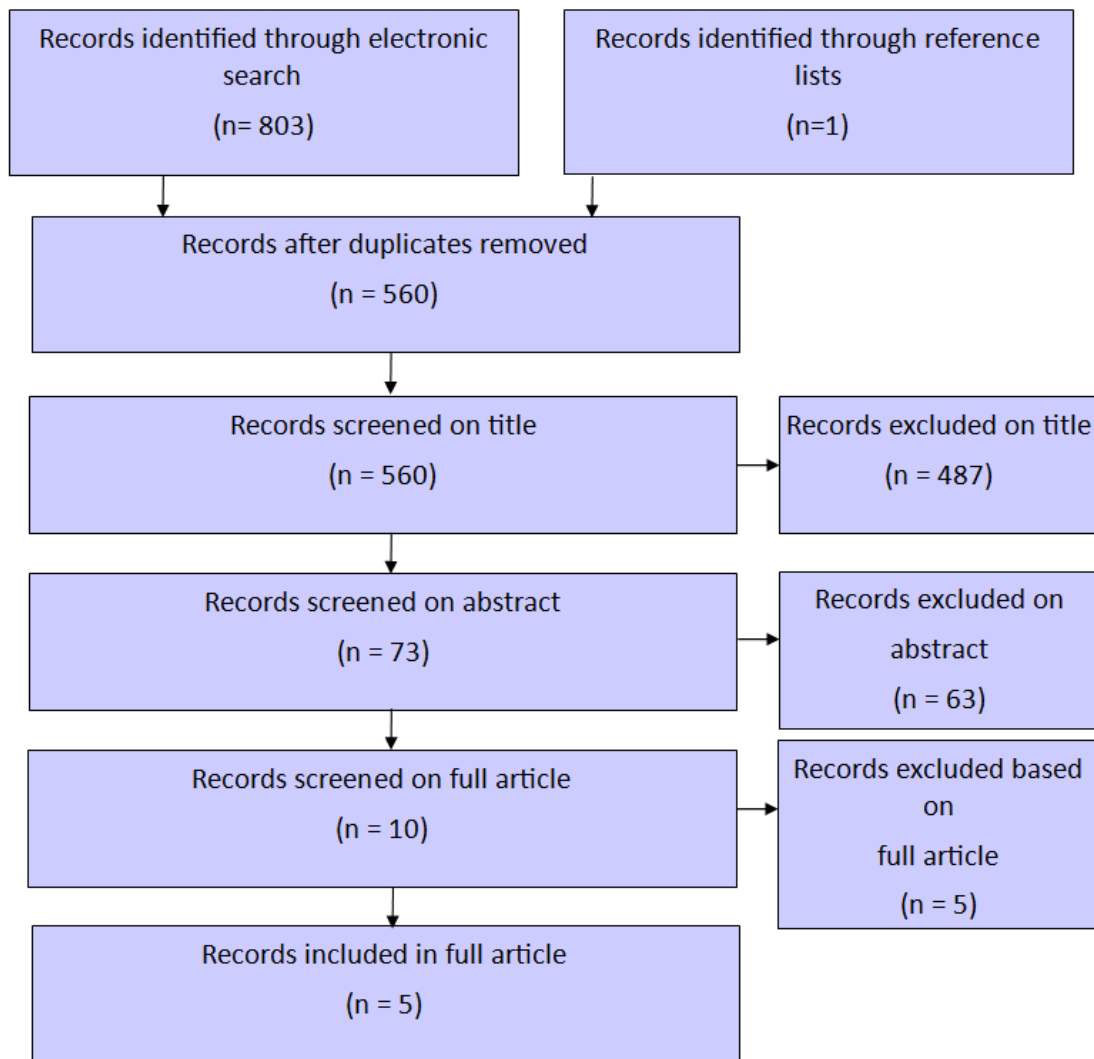 Records identified through electronic
search
(n= 803)
Records identified through reference
lists
(n=1)
Records after duplicates removed
(n = 560)
Records screened on title
(n = 560)
Records excluded on title
(n = 487)
Records screened on abstract
(n = 73)
Records excluded on
abstract
(n = 63)
Records screened on full article
(n = 10)
Records excluded based
on
full article
(n = 5)
Records included in full article
(n = 5)